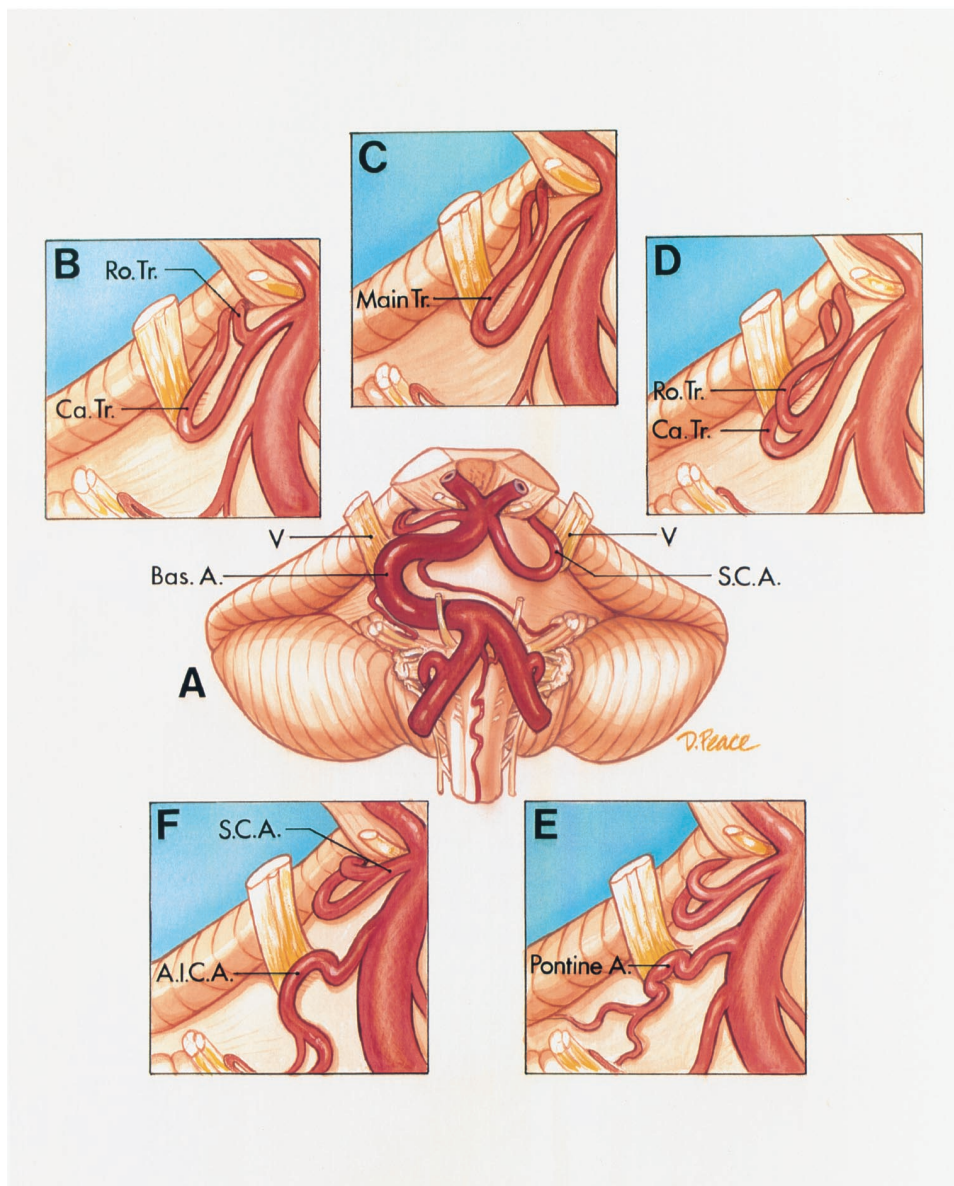 C
Main Tr.
B
Ro. Tr.
Ca. Tr.
D
Ro. Tr.
Ca. Tr.
V
V
Bas. A.
S.C.A.
A
D. Peace
F
S.C.A.
A.I.C.A.
E
Pontine A.